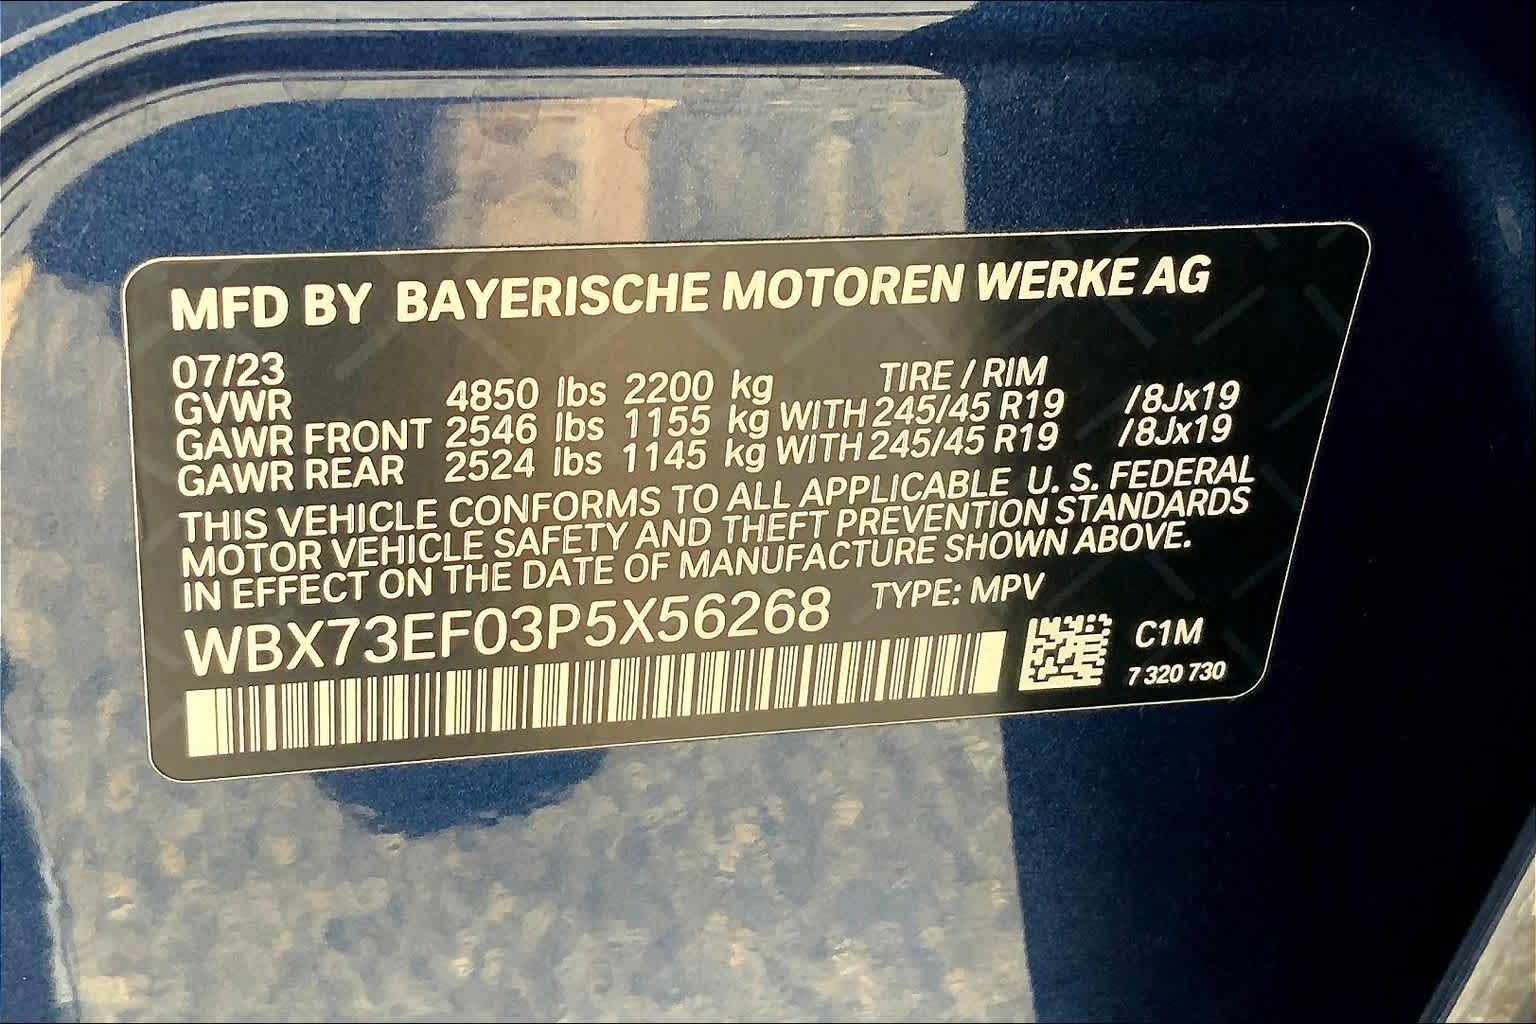 MFD BY BAYERISCHE MOTOREN WERKE AG
07/23 TIRE / RIM
GVWR 4850 lbs 2200 kg
GAWR FRONT 2546 lbs 1155 kg WITH 245/45 R19 /8Jx19
GAWR REAR 2524 lbs 1145 kg WITH 245/45 R19 /8Jx19
THIS VEHICLE CONFORMS TO ALL APPLICABLE U. S. FEDERAL
MOTOR VEHICLE SAFETY AND THEFT PREVENTION STANDARDS
IN EFFECT ON THE DATE OF MANUFACTURE SHOWN ABOVE.
WBX73EF03P5X56268 TYPE: MPV
C1M
7 320 730